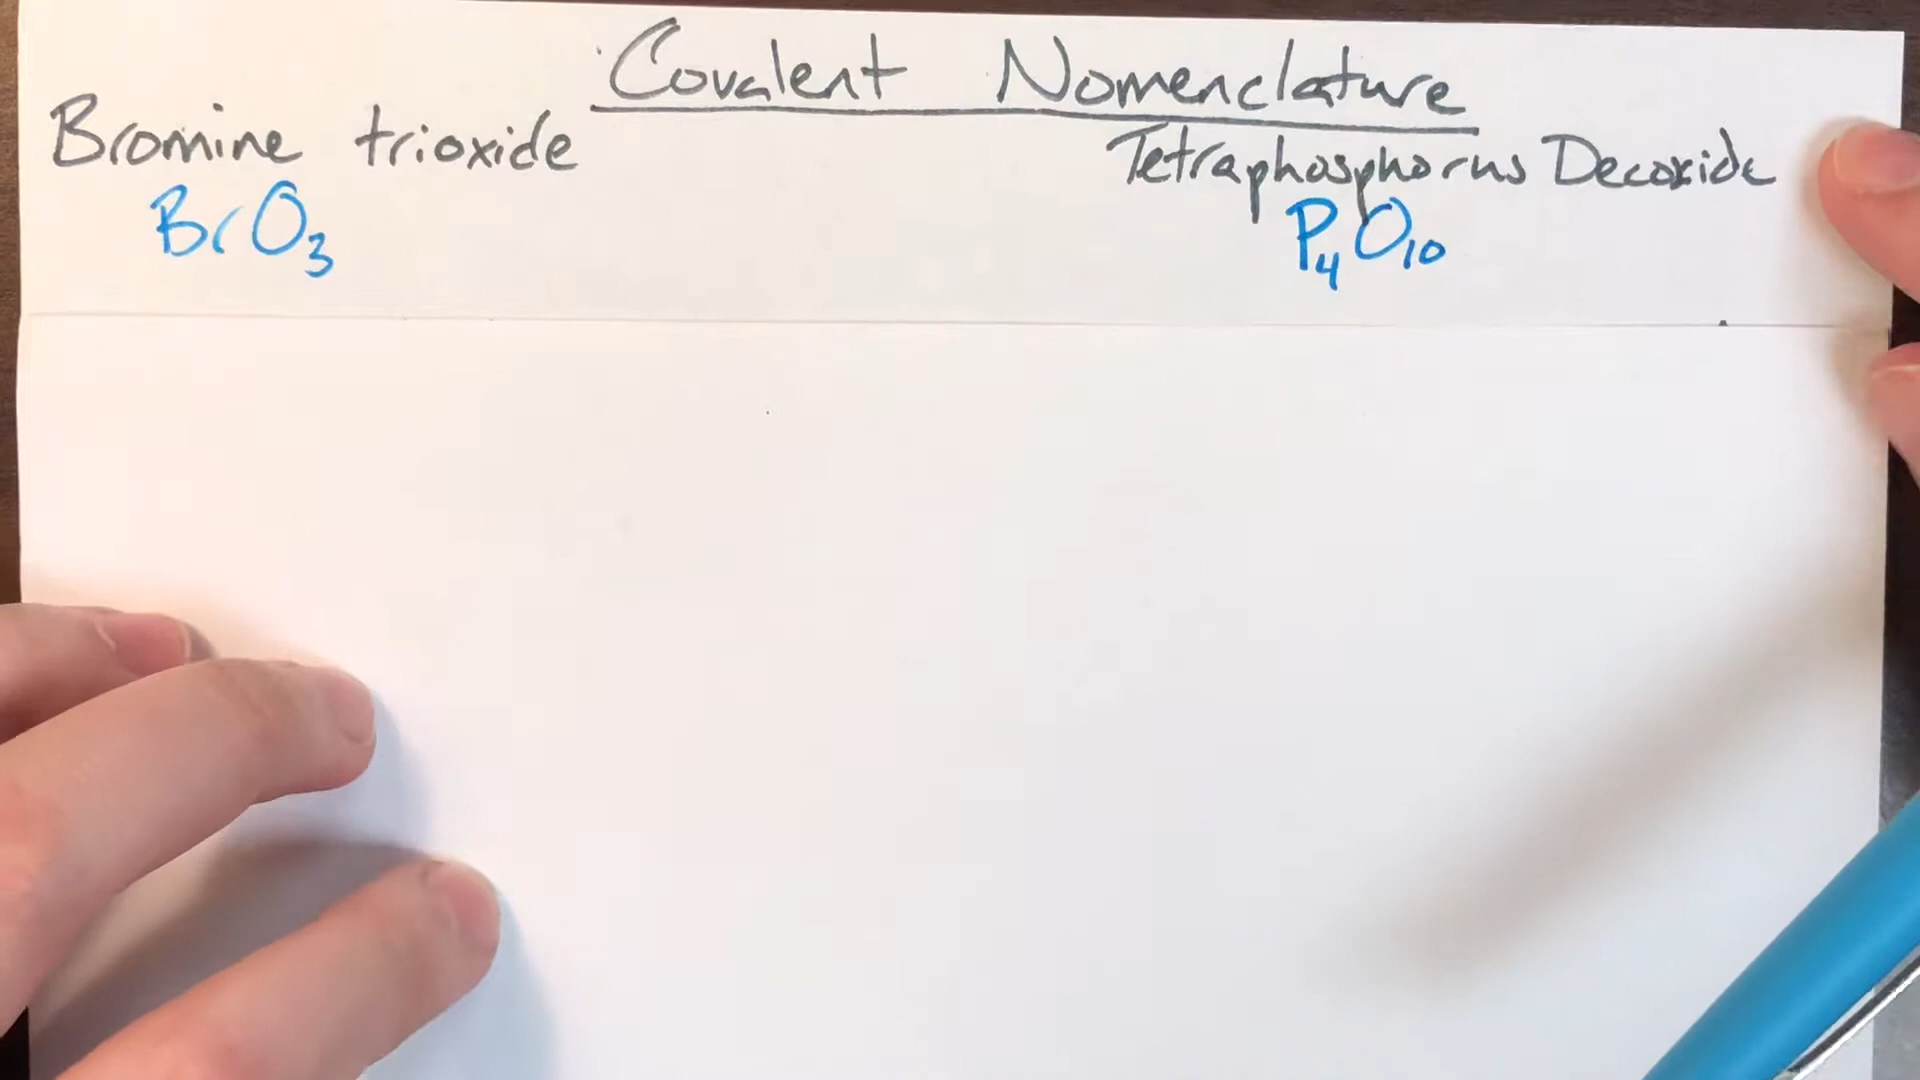 Covalent Nomenclature
Bromine trioxide
BrO₃
Tetraphosphorus Decoxide
P₄O₁₀